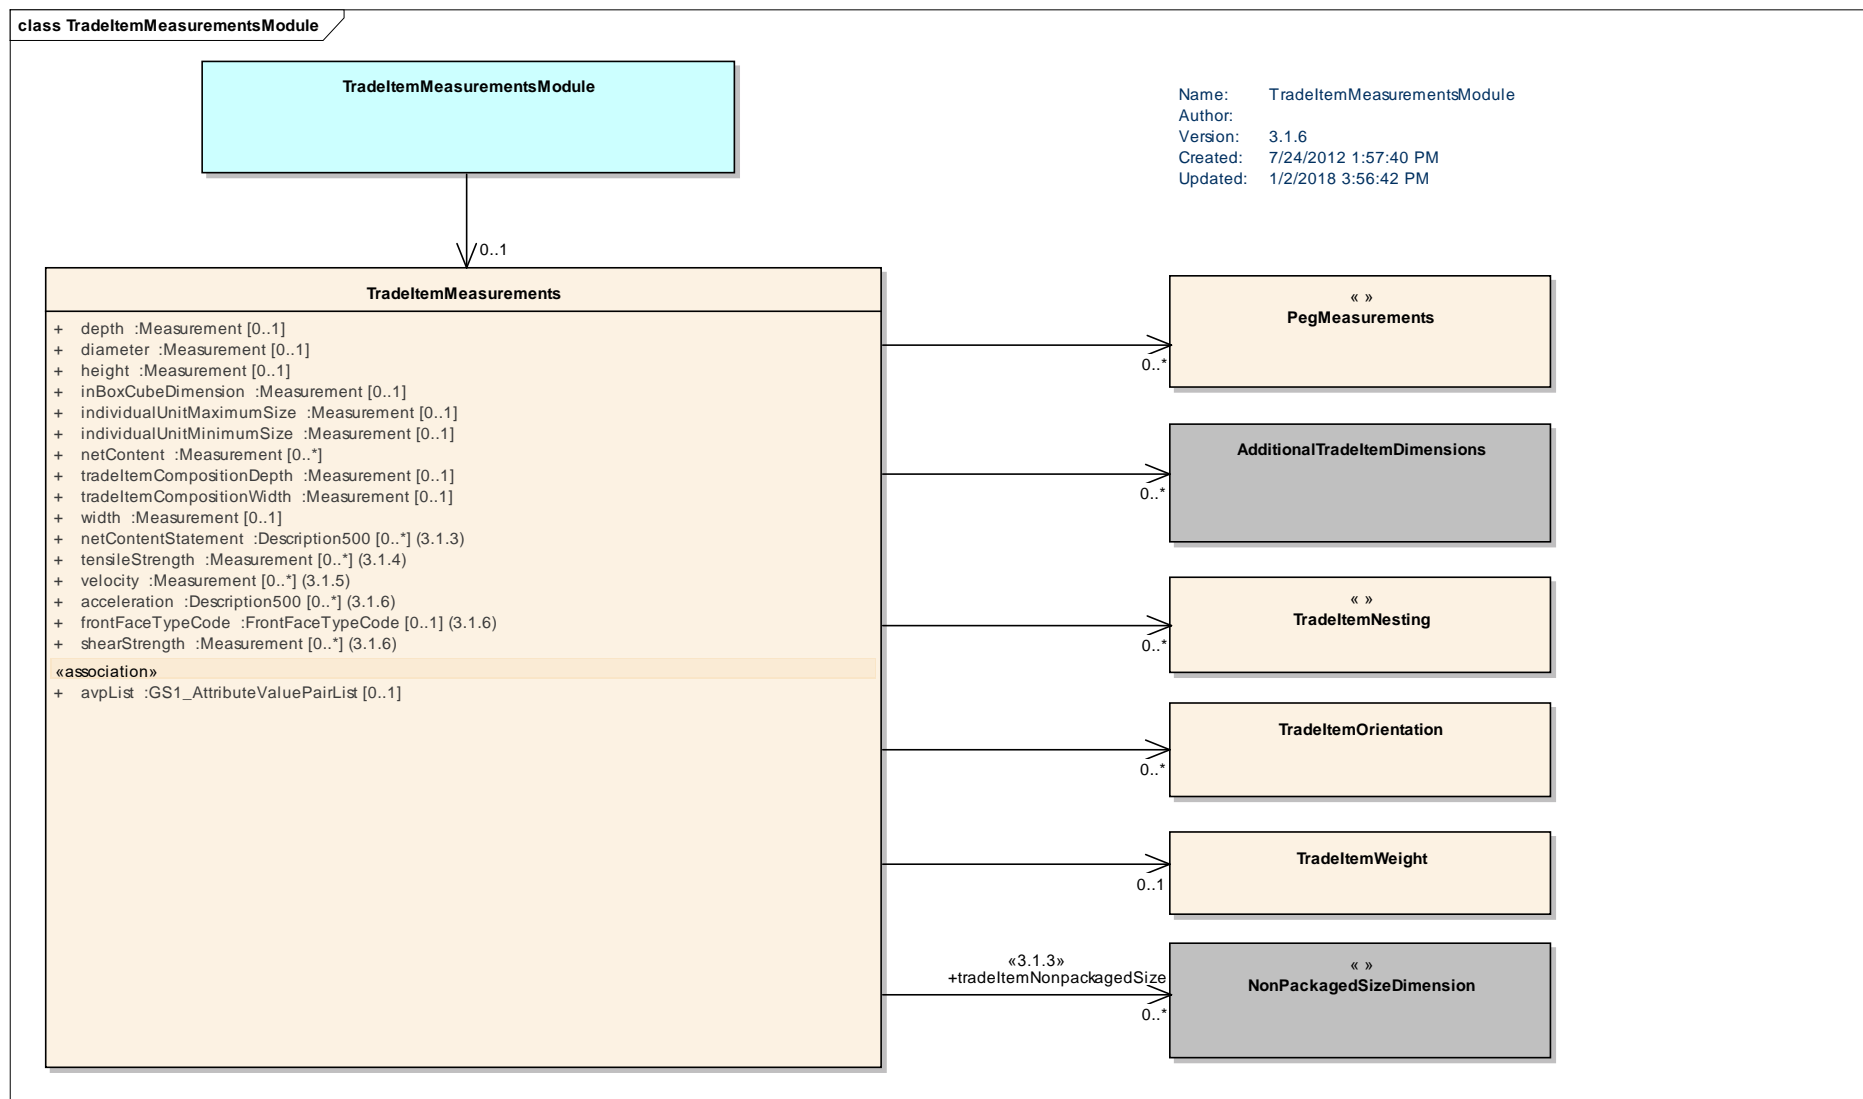 class TradeItemMeasurementsModule
TradeItemMeasurementsModule
Name: TradeItemMeasurementsModule
Author:
Version: 3.1.6
Created: 7/24/2012 1:57:40 PM
Updated: 1/2/2018 3:56:42 PM
0..1
TradeItemMeasurements
+ depth :Measurement [0..1]
+ diameter :Measurement [0..1]
+ height :Measurement [0..1]
+ inBoxCubeDimension :Measurement [0..1]
+ individualUnitMaximumSize :Measurement [0..1]
+ individualUnitMinimumSize :Measurement [0..1]
+ netContent :Measurement [0..*]
+ tradeItemCompositionDepth :Measurement [0..1]
+ tradeItemCompositionWidth :Measurement [0..1]
+ width :Measurement [0..1]
+ netContentStatement :Description500 [0..*] (3.1.3)
+ tensileStrength :Measurement [0..*] (3.1.4)
+ velocity :Measurement [0..*] (3.1.5)
+ acceleration :Description500 [0..*] (3.1.6)
+ frontFaceTypeCode :FrontFaceTypeCode [0..1] (3.1.6)
+ shearStrength :Measurement [0..*] (3.1.6)
«association»
+ avpList :GS1_AttributeValuePairList [0..1]
« »
PegMeasurements
0..*
AdditionalTradeItemDimensions
0..*
« »
TradeItemNesting
0..*
TradeItemOrientation
0..*
TradeItemWeight
0..1
«3.1.3»
+tradeItemNonpackagedSize
« »
NonPackagedSizeDimension
0..*